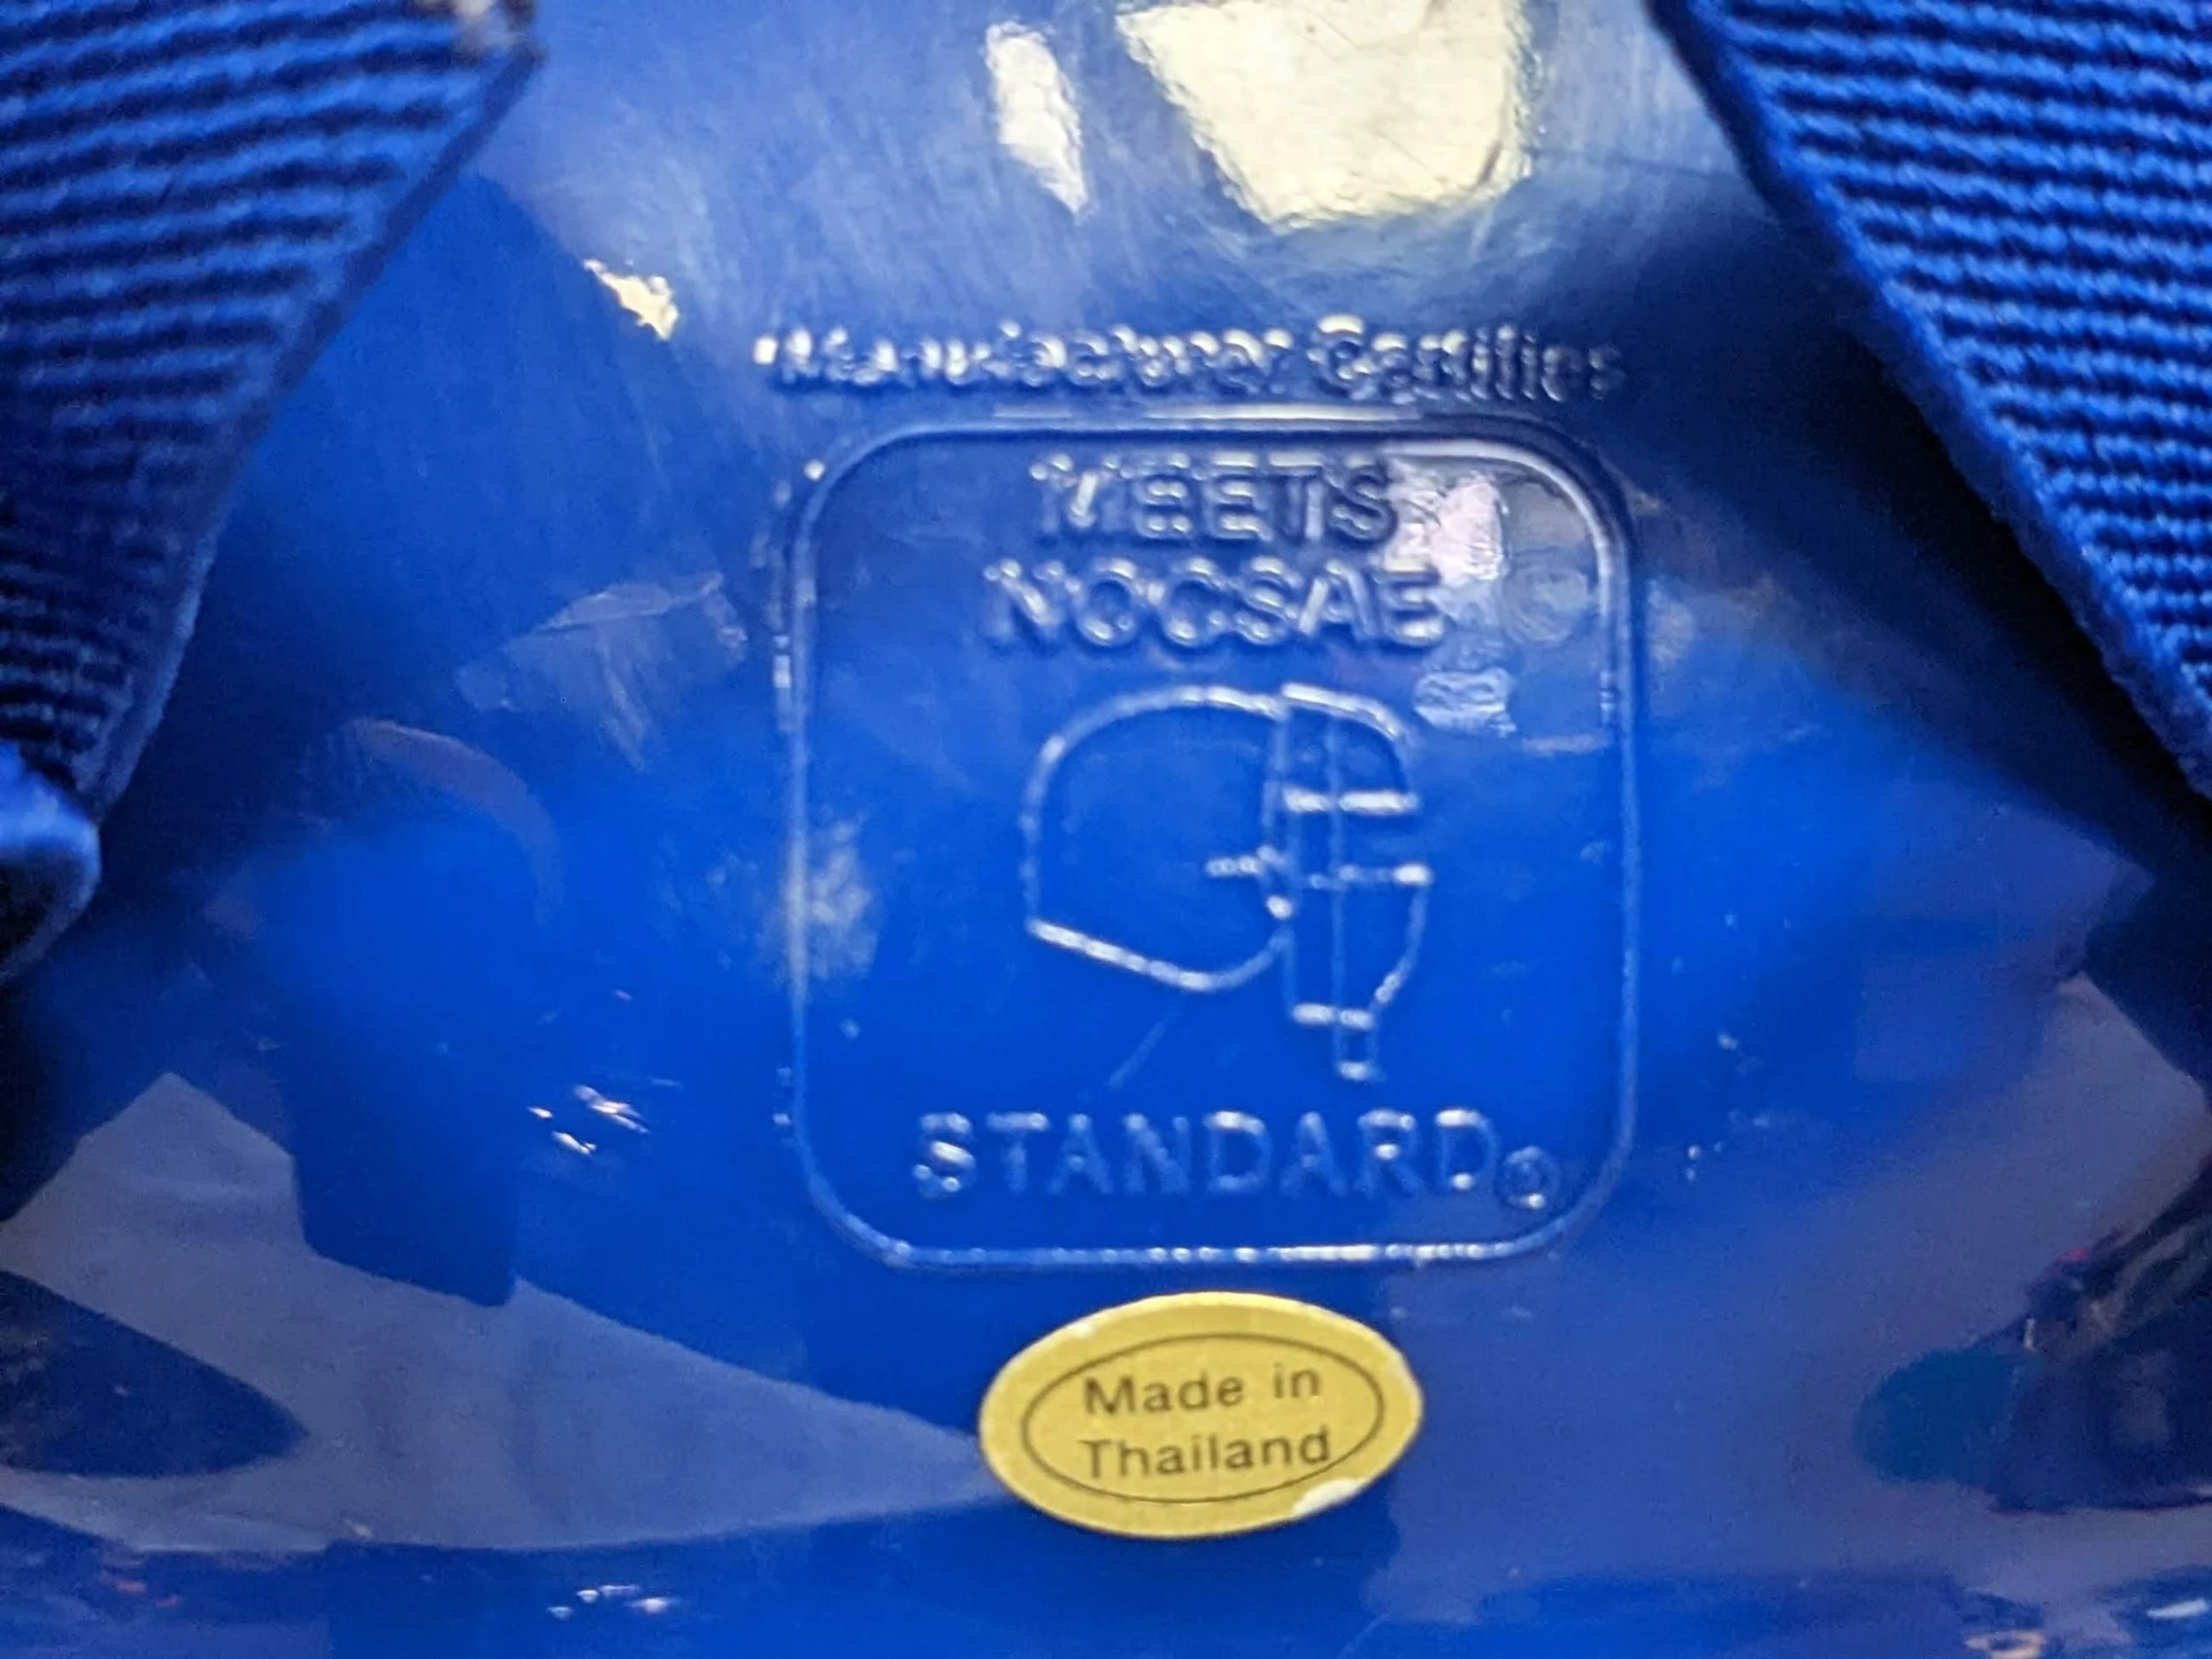 Manufacturer Certifies
MEETS
NOCSAE
STANDARD®
Made in
Thailand